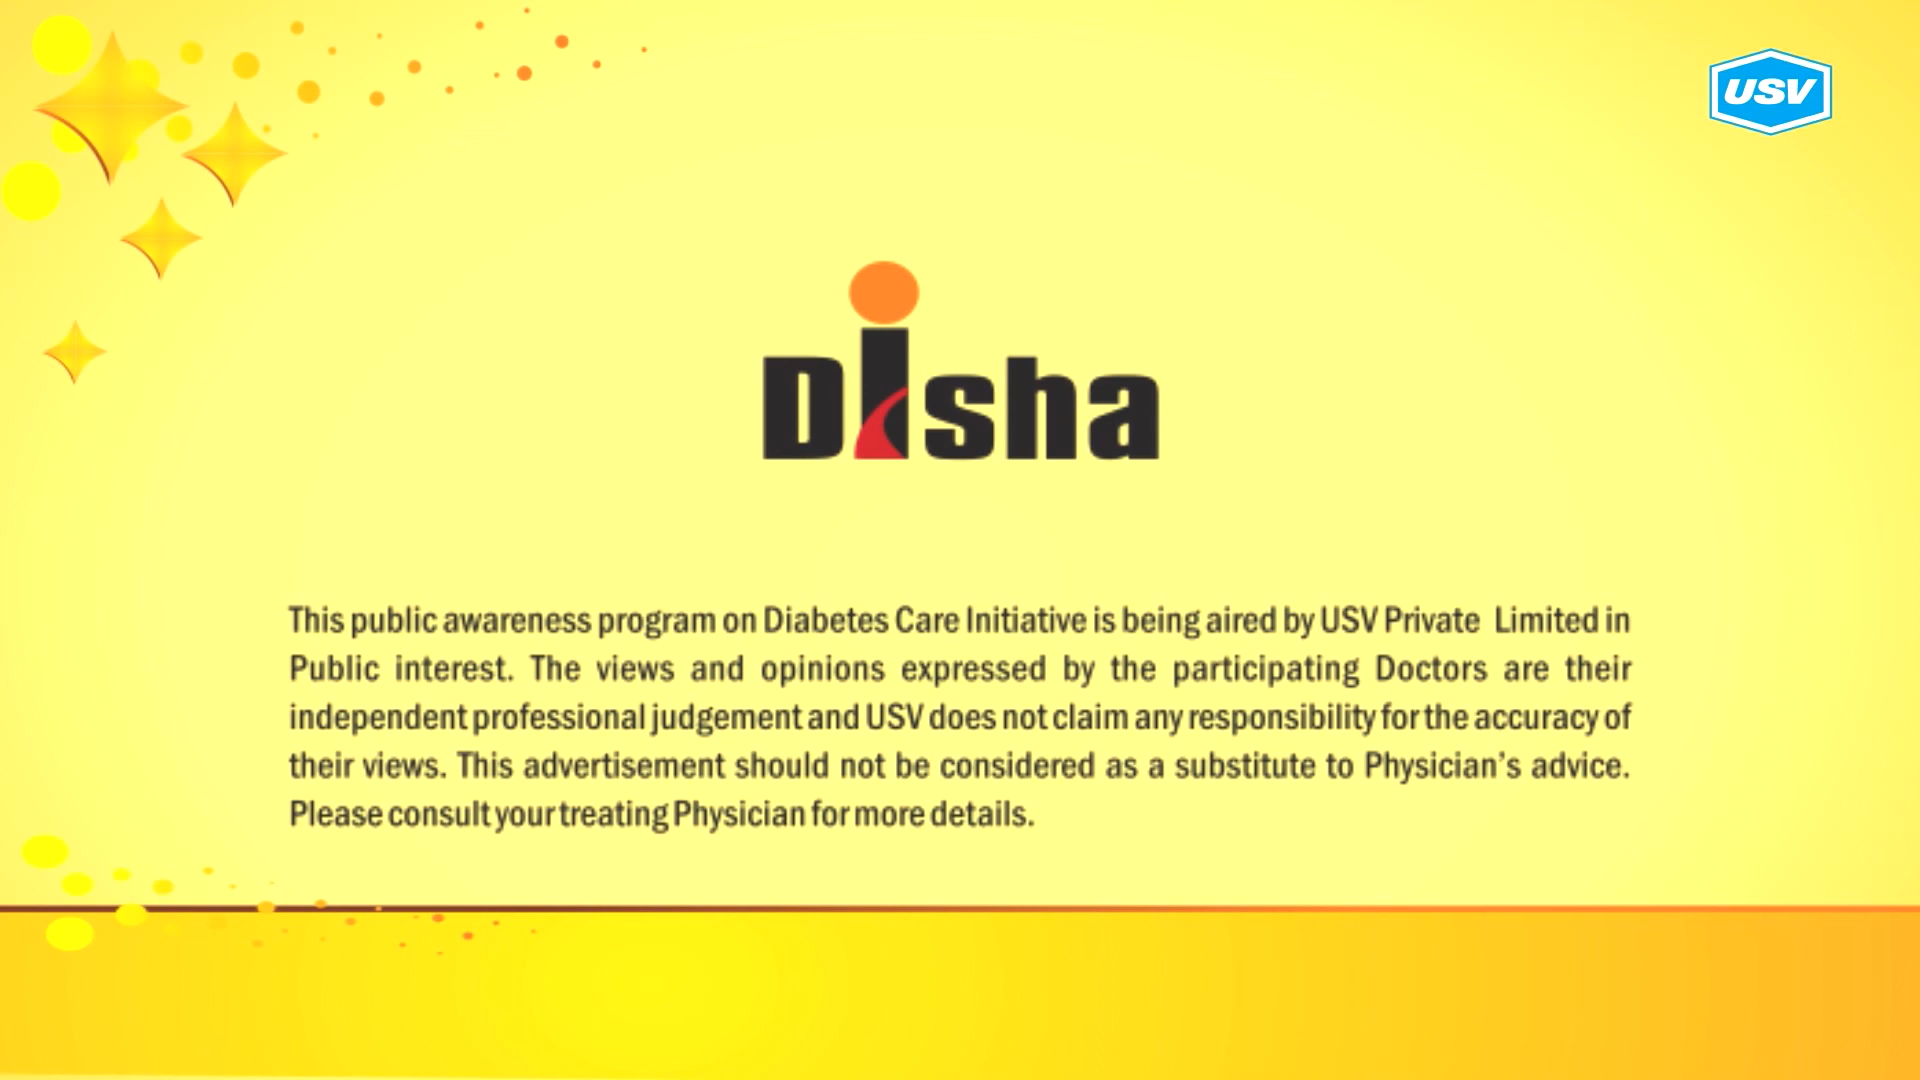 USV
Disha
This public awareness program on Diabetes Care Initiative is being aired by USV Private Limited in
Public interest. The views and opinions expressed by the participating Doctors are their
independent professional judgement and USV does not claim any responsibility for the accuracy of
their views. This advertisement should not be considered as a substitute to Physician’s advice.
Please consult your treating Physician for more details.